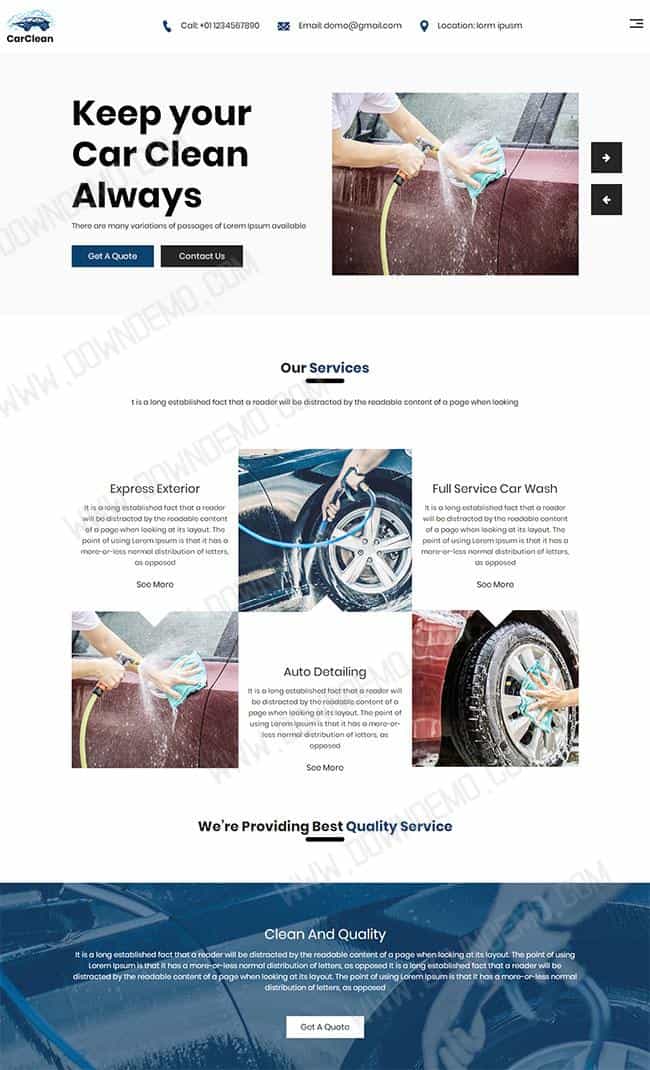 CarClean
Call: +01 1234567890
Email: domo@gmail.com
Location: lorm ipusm
Keep your
Car Clean
Always
There are many variations of passages of Lorem Ipsum available
Get A Quote
Contact Us
Our Services
t is a long established fact that a reader will be distracted by the readable content of a page when looking
Express Exterior
It is a long established fact that a reader
will be distracted by the readable content
of a page when looking at its layout. The
point of using Lorem Ipsum is that it has a
more-or-less normal distribution of letters,
as opposed
See More
Full Service Car Wash
It is a long established fact that a reader
will be distracted by the readable content
of a page when looking at its layout. The
point of using Lorem Ipsum is that it has a
more-or-less normal distribution of letters,
as opposed
See More
Auto Detailing
It is a long established fact that a reader will
be distracted by the readable content of a
page when looking at its layout. The point of
using Lorem Ipsum is that it has a more-or-
less normal distribution of letters, as
opposed
See More
We're Providing Best Quality Service
Clean And Quality
It is a long established fact that a reader will be distracted by the readable content of a page when looking at its layout. The point of using
Lorem Ipsum is that it has a more-or-less normal distribution of letters, as opposed It is a long established fact that a reader will be
distracted by the readable content of a page when looking at its layout. The point of using Lorem Ipsum is that it has a more-or-less normal
distribution of letters, as opposed
Get A Quote
WWW.DOWNDEMO.COM